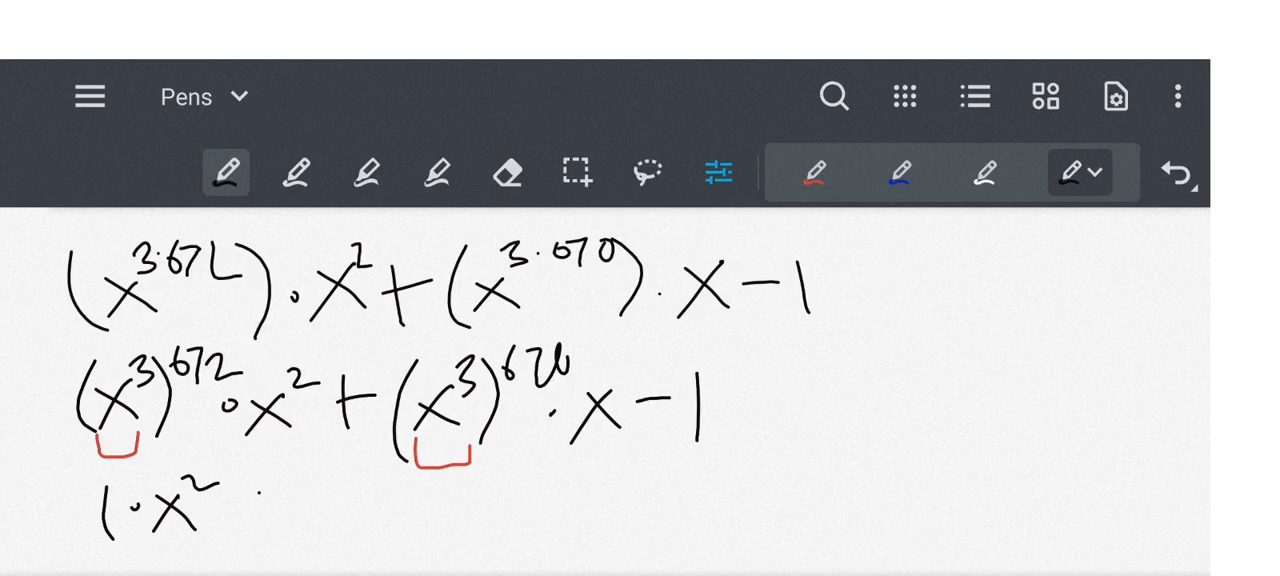 Pens
(x^{3·672})·x^2+(x^{3·670})·x-1
(x^3)^{672}·x^2+(x^3)^{670}·x-1
1·x^2 ·